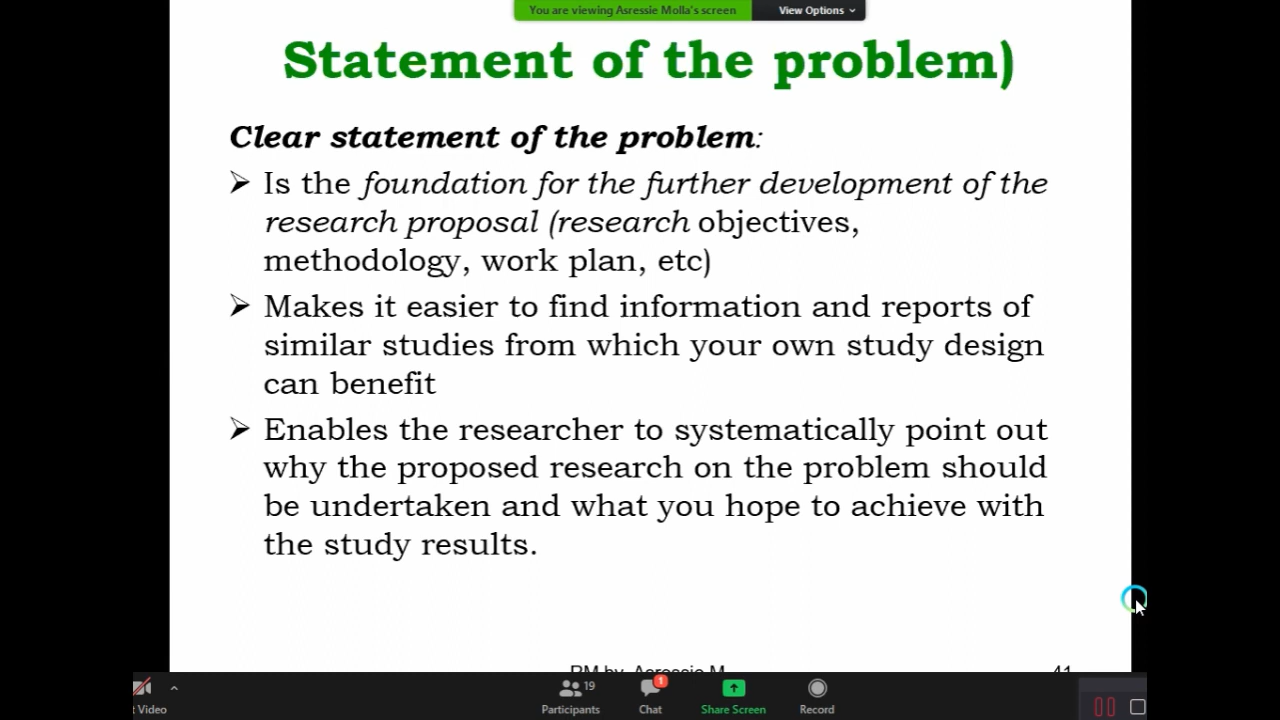 You are viewing Asressie Molla's screen
View Options
Statement of the problem)
Clear statement of the problem:
Is the foundation for the further development of the
research proposal (research objectives,
methodology, work plan, etc)
Makes it easier to find information and reports of
similar studies from which your own study design
can benefit
Enables the researcher to systematically point out
why the proposed research on the problem should
be undertaken and what you hope to achieve with
the study results.
RM by Asressie M
41
19
1
t Video
Participants
Chat
Share Screen
Record